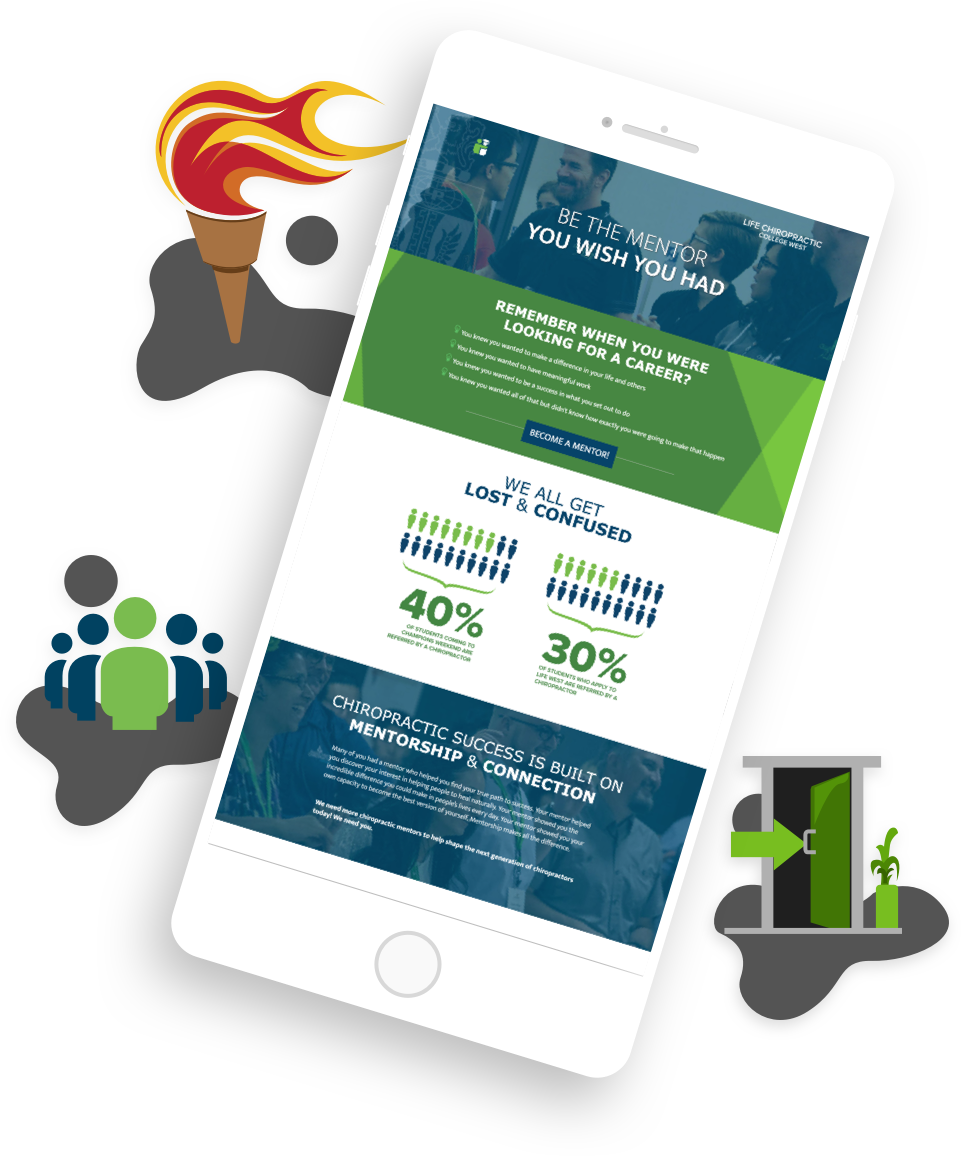 LIFE CHIROPRACTIC
COLLEGE WEST
BE THE MENTOR
YOU WISH YOU HAD
REMEMBER WHEN YOU WERE
LOOKING FOR A CAREER?
You knew you wanted to make a difference in your life and others
You knew you wanted to have meaningful work
You knew you wanted to be a success in what you set out to do
You knew you wanted all of that but didn't know how exactly you were going to make that happen
BECOME A MENTOR!
WE ALL GET
LOST & CONFUSED
40%
OF STUDENTS COMING TO
CHAMPIONS WEEKEND ARE
REFERRED BY A CHIROPRACTOR
30%
OF STUDENTS WHO APPLY TO
LIFE WEST ARE REFERRED BY A
CHIROPRACTOR
CHIROPRACTIC SUCCESS IS BUILT ON
MENTORSHIP & CONNECTION
Many of you had a mentor who helped you find your true path to success. Your mentor helped
you discover your interest in helping people to heal naturally. Your mentor showed you the
incredible difference you could make in people's lives every day. Your mentor showed you your
own capacity to become the best version of yourself. Mentorship makes all the difference.
We need more chiropractic mentors to help shape the next generation of chiropractors
today! We need you.